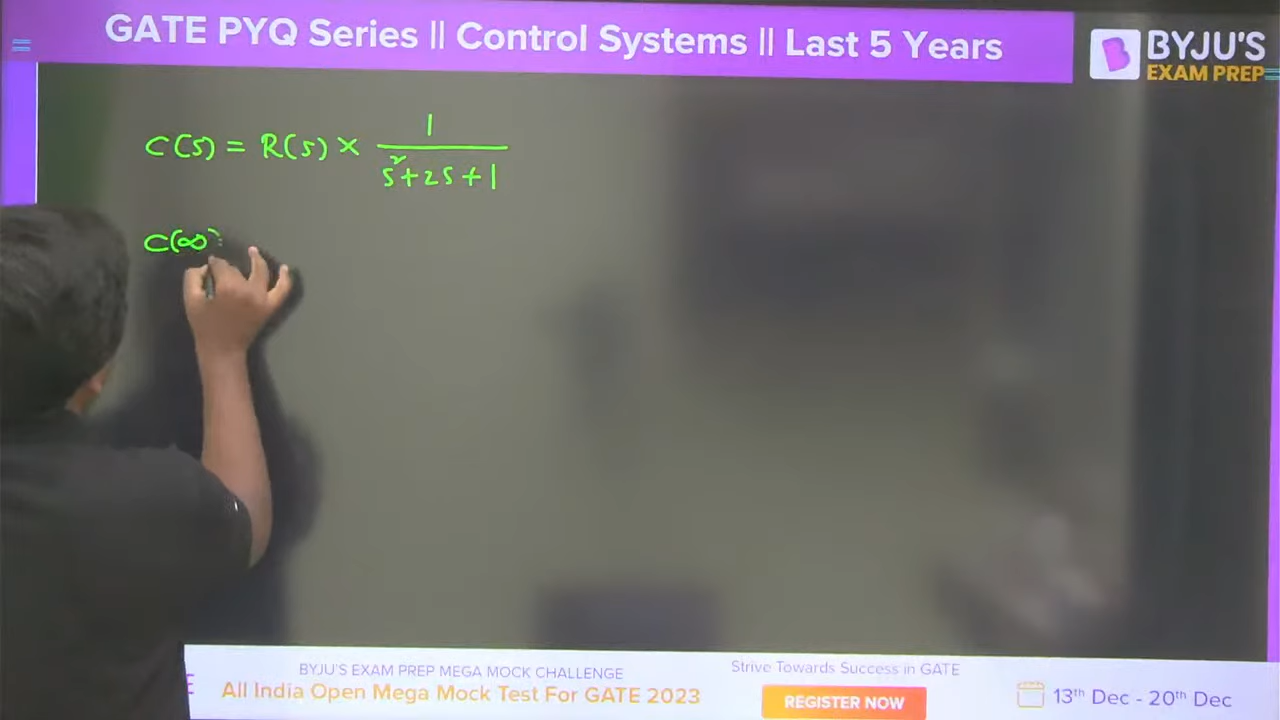 GATE PYQ Series || Control Systems || Last 5 Years
BYJU'S
EXAM PREP
C(s) = R(s) × 1/(s²+2s+1)
C(∞)
BYJU'S EXAM PREP MEGA MOCK CHALLENGE
All India Open Mega Mock Test For GATE 2023
Strive Towards Success in GATE
REGISTER NOW
13th Dec - 20th Dec